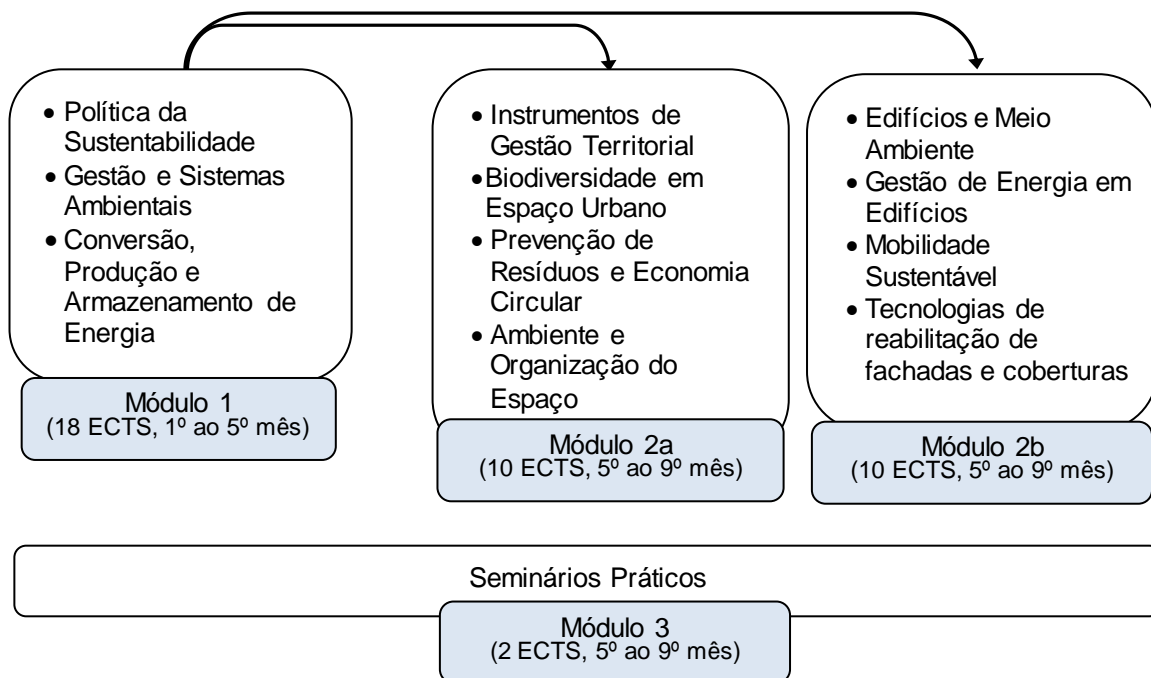 • Política da
Sustentabilidade
• Gestão e Sistemas
Ambientais
• Conversão,
Produção e
Armazenamento de
Energia
Módulo 1
(18 ECTS, 1º ao 5º mês)
• Instrumentos de
Gestão Territorial
•Biodiversidade em
Espaço Urbano
• Prevenção de
Resíduos e Economia
Circular
• Ambiente e
Organização do
Espaço
Módulo 2a
(10 ECTS, 5º ao 9º mês)
• Edifícios e Meio
Ambiente
• Gestão de Energia em
Edifícios
• Mobilidade
Sustentável
• Tecnologias de
reabilitação de
fachadas e coberturas
Módulo 2b
(10 ECTS, 5º ao 9º mês)
Seminários Práticos
Módulo 3
(2 ECTS, 5º ao 9º mês)